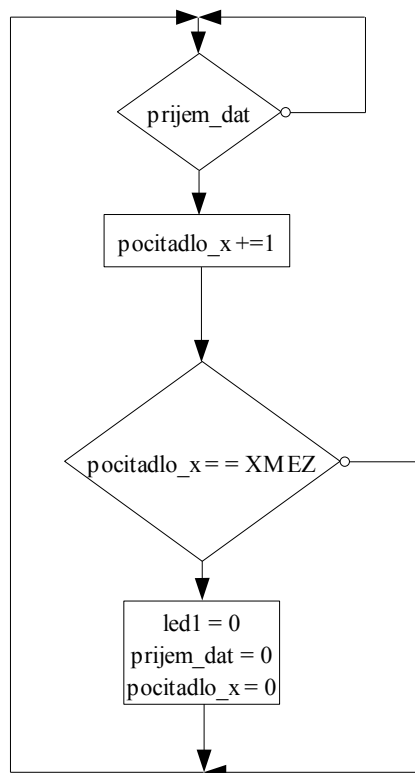 prijem_dat
pocitadlo_x +=1
pocitadlo_x = = XMEZ
led1 = 0
prijem_dat = 0
pocitadlo_x = 0